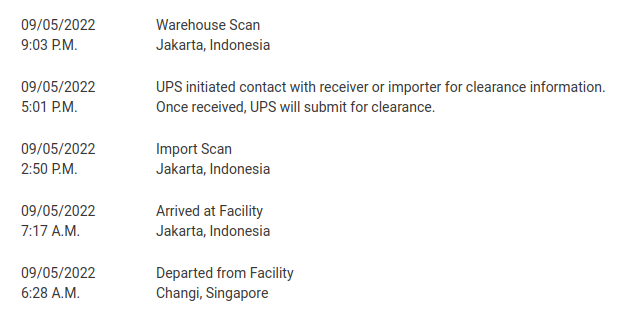 09/05/2022 Warehouse Scan
9:03 P.M. Jakarta, Indonesia
09/05/2022 UPS initiated contact with receiver or importer for clearance information.
5:01 P.M. Once received, UPS will submit for clearance.
09/05/2022 Import Scan
2:50 P.M. Jakarta, Indonesia
09/05/2022 Arrived at Facility
7:17 A.M. Jakarta, Indonesia
09/05/2022 Departed from Facility
6:28 A.M. Changi, Singapore